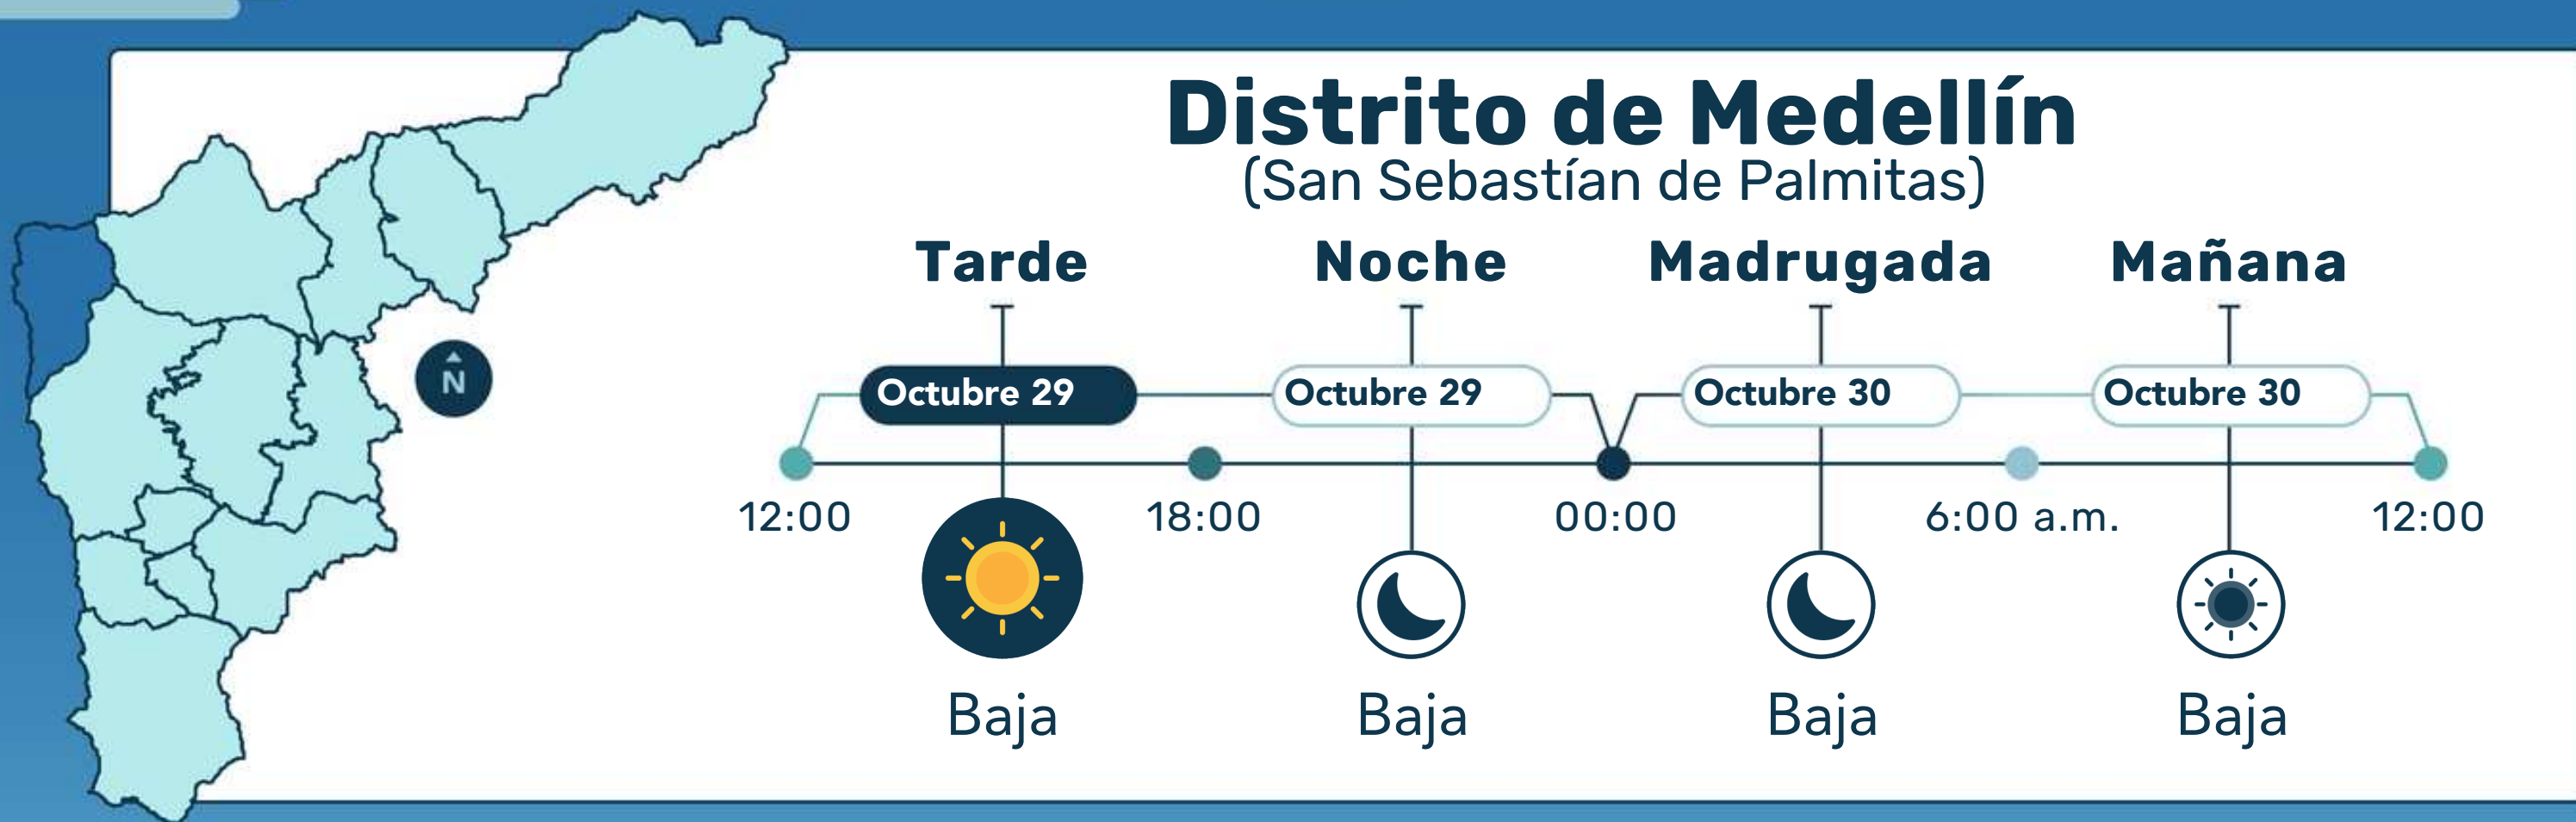 Distrito de Medellín
(San Sebastían de Palmitas)
Tarde Noche Madrugada Mañana
Octubre 29 Octubre 29 Octubre 30 Octubre 30
N
12:00 18:00 00:00 6:00 a.m. 12:00
Baja Baja Baja Baja